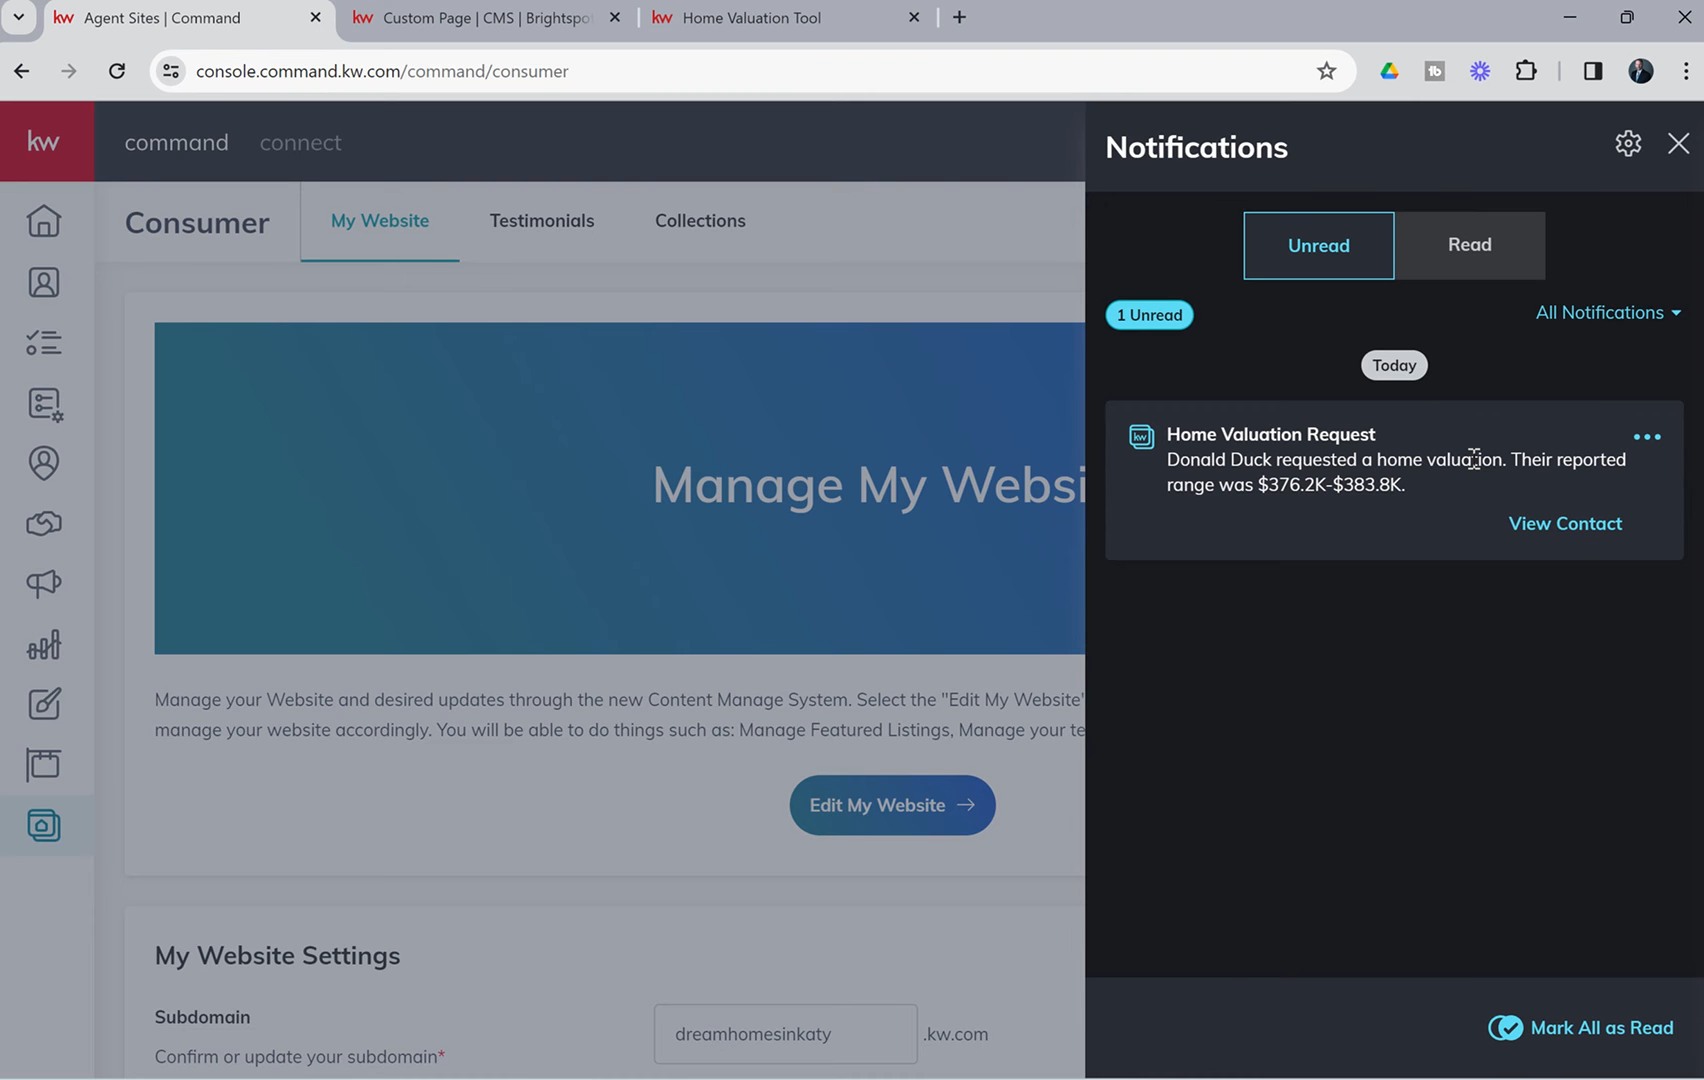 kw Agent Sites | Command
kw Custom Page | CMS | Brightspo
kw Home Valuation Tool
console.command.kw.com/command/consumer
tb
kw
command connect
Consumer My Website Testimonials Collections
Manage My Websi
Manage your Website and desired updates through the new Content Manage System. Select the "Edit My Website"
manage your website accordingly. You will be able to do things such as: Manage Featured Listings, Manage your te
Edit My Website
My Website Settings
Subdomain
Confirm or update your subdomain*
dreamhomesinkaty .kw.com
Notifications
Unread Read
1 Unread All Notifications
Today
kw Home Valuation Request
Donald Duck requested a home valuation. Their reported
range was $376.2K-$383.8K.
View Contact
Mark All as Read